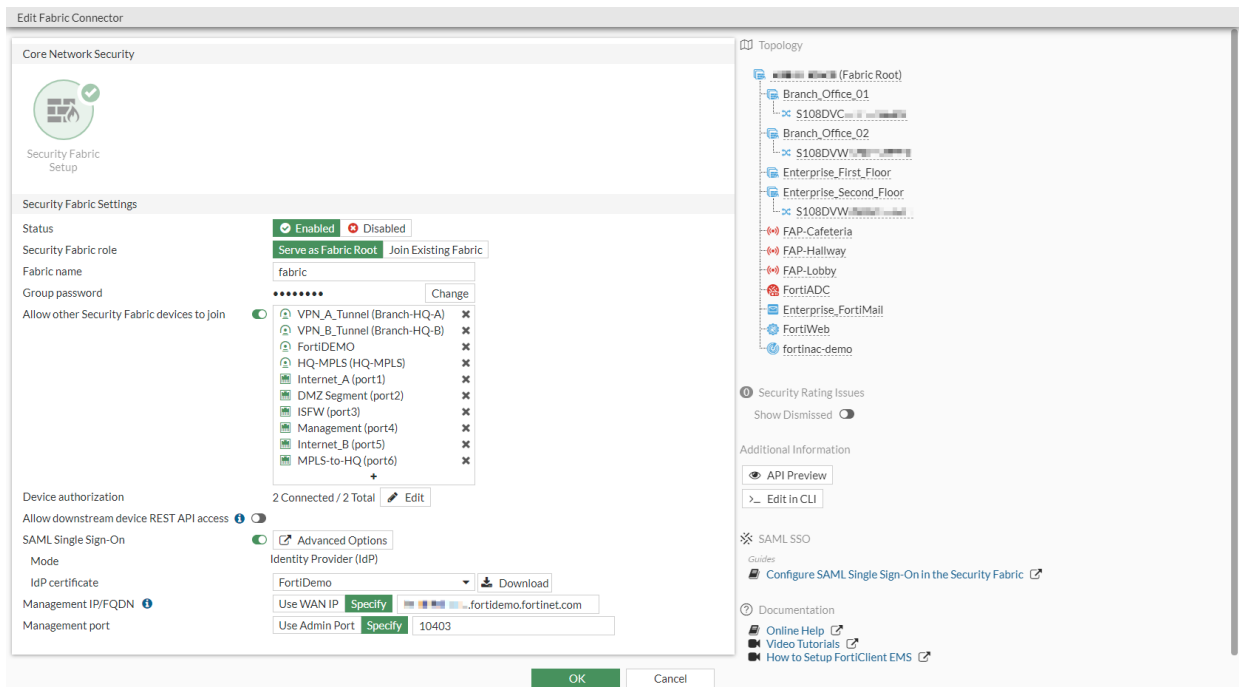 Edit Fabric Connector
Core Network Security
Security Fabric
Setup
Security Fabric Settings
Status Enabled Disabled
Security Fabric role Serve as Fabric Root Join Existing Fabric
Fabric name fabric
Group password •••••••• Change
Allow other Security Fabric devices to join VPN_A_Tunnel (Branch-HQ-A)
VPN_B_Tunnel (Branch-HQ-B)
FortiDEMO
HQ-MPLS (HQ-MPLS)
Internet_A (port1)
DMZ Segment (port2)
ISFW (port3)
Management (port4)
Internet_B (port5)
MPLS-to-HQ (port6)
+
Device authorization 2 Connected / 2 Total Edit
Allow downstream device REST API access
SAML Single Sign-On Advanced Options
Mode Identity Provider (IdP)
IdP certificate FortiDemo Download
Management IP/FQDN Use WAN IP Specify .fortidemo.fortinet.com
Management port Use Admin Port Specify 10403
OK Cancel
Topology
(Fabric Root)
Branch_Office_01
S108DVC
Branch_Office_02
S108DVW
Enterprise_First_Floor
Enterprise_Second_Floor
S108DVW
FAP-Cafeteria
FAP-Hallway
FAP-Lobby
FortiADC
Enterprise_FortiMail
FortiWeb
fortinac-demo
0 Security Rating Issues
Show Dismissed
Additional Information
API Preview
>_ Edit in CLI
SAML SSO
Guides
Configure SAML Single Sign-On in the Security Fabric
Documentation
Online Help
Video Tutorials
How to Setup FortiClient EMS